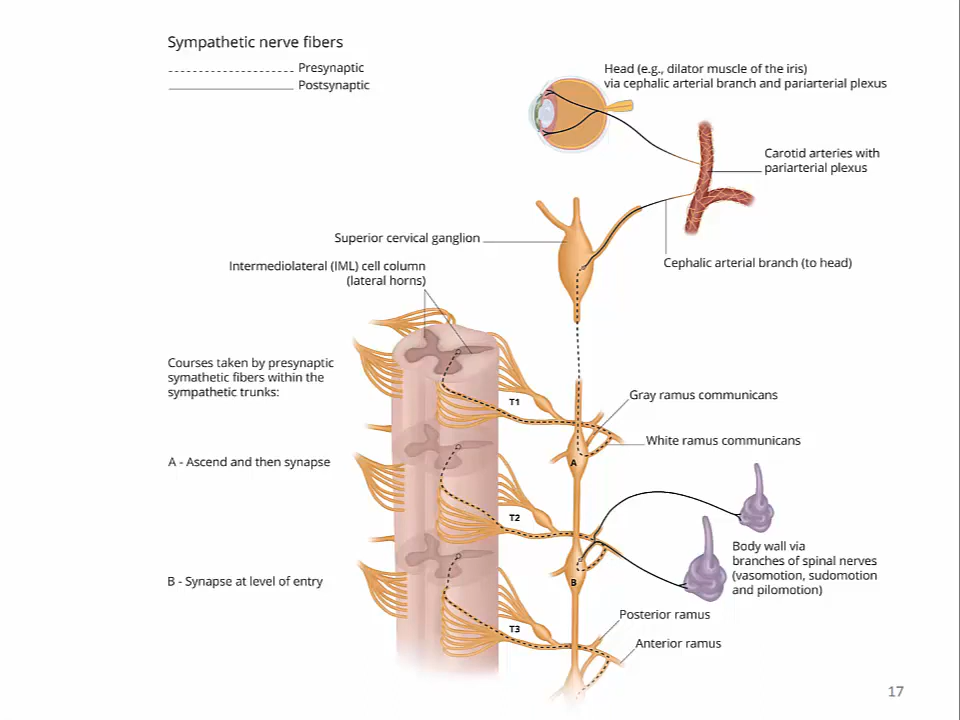 Sympathetic nerve fibers
Presynaptic
Postsynaptic
Head (e.g., dilator muscle of the iris)
via cephalic arterial branch and pariarterial plexus
Carotid arteries with
pariarterial plexus
Superior cervical ganglion
Cephalic arterial branch (to head)
Intermediolateral (IML) cell column
(lateral horns)
Courses taken by presynaptic
symathetic fibers within the
sympathetic trunks:
T1
Gray ramus communicans
White ramus communicans
A - Ascend and then synapse
A
T2
Body wall via
branches of spinal nerves
(vasomotion, sudomotion
and pilomotion)
B - Synapse at level of entry
B
Posterior ramus
T3
Anterior ramus
17